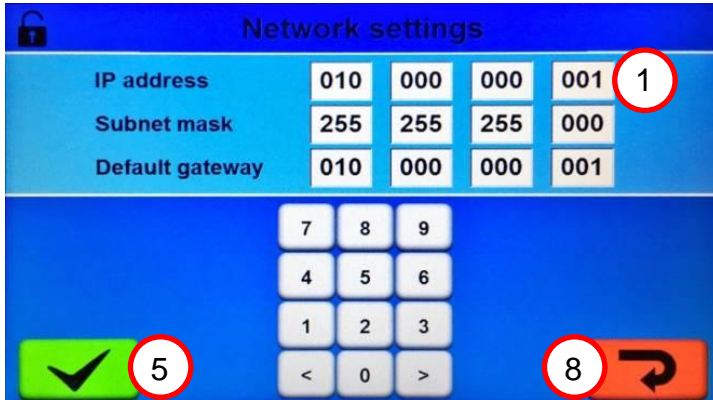 Network settings
IP address 010 000 000 001 1
Subnet mask 255 255 255 000
Default gateway 010 000 000 001
7 8 9
4 5 6
1 2 3
5 < 0 > 8